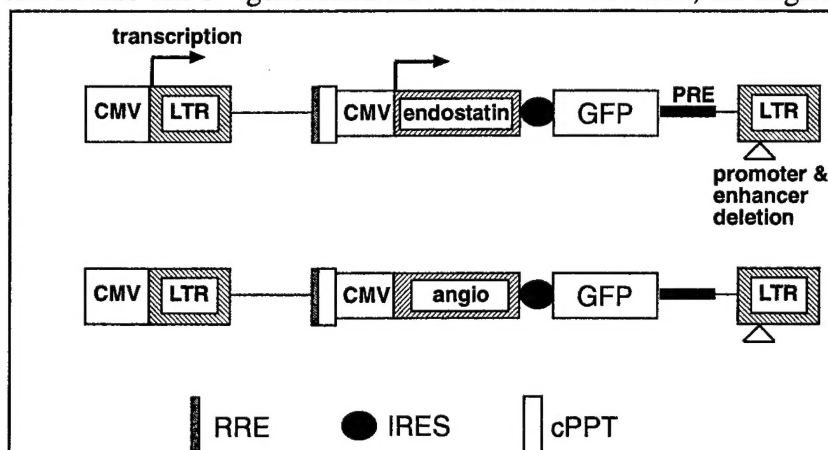 transcription
CMV LTR CMV endostatin GFP PRE LTR
promoter &
enhancer
deletion
CMV LTR CMV angio GFP LTR
RRE IRES cPPT